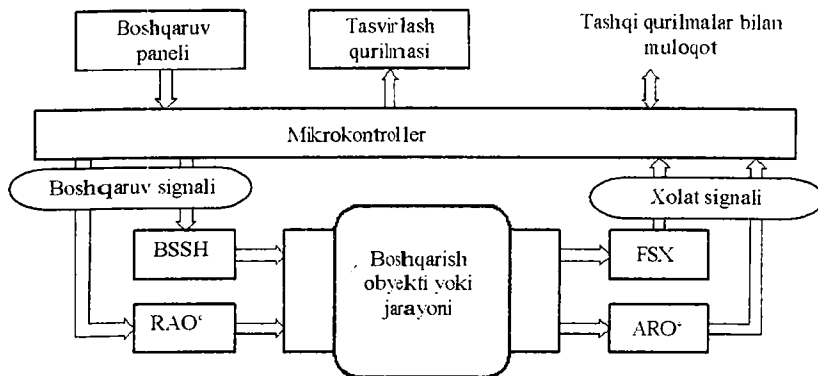 Boshqaruv
paneli
Tasvirlash
qurilmasi
Tashqi qurilmalar bilan
muloqot
Mikrokontroller
Boshqaruv signali
Xolat signali
BSSH
Boshqarish
obyekti yoki
jarayoni
FSX
RAO‘
ARO‘